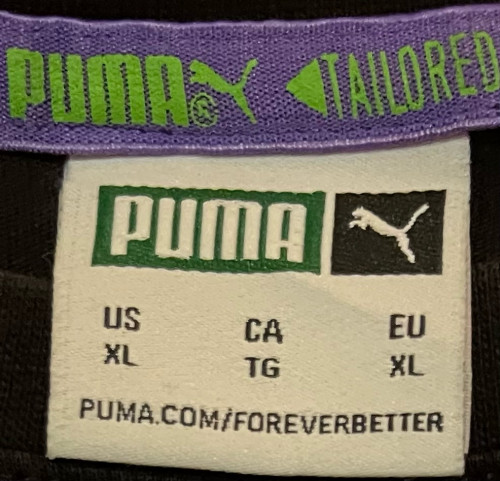 PUMA® TAILORED
PUMA
US CA EU
XL TG XL
PUMA.COM/FOREVERBETTER